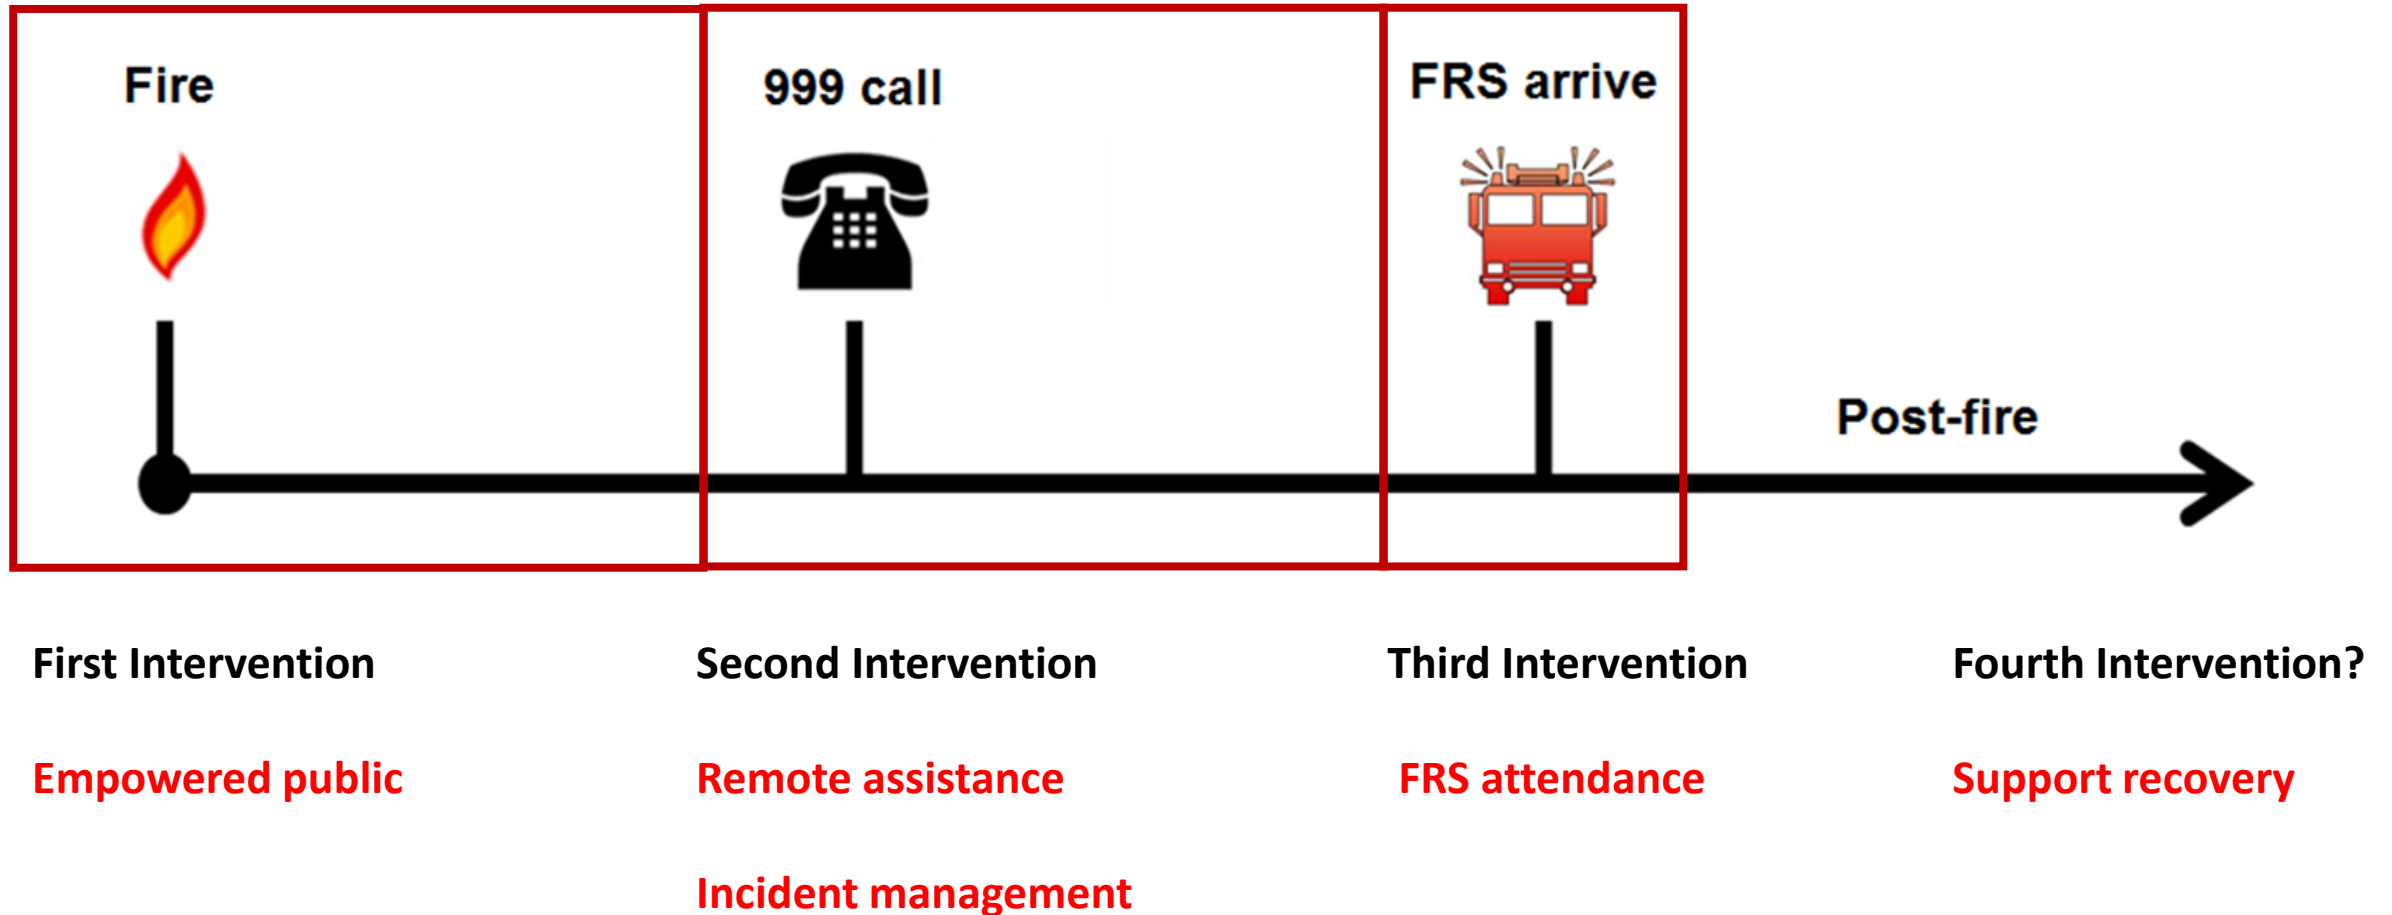 Fire
999 call
FRS arrive
Post-fire
First Intervention
Second Intervention
Third Intervention
Fourth Intervention?
Empowered public
Remote assistance
FRS attendance
Support recovery
Incident management